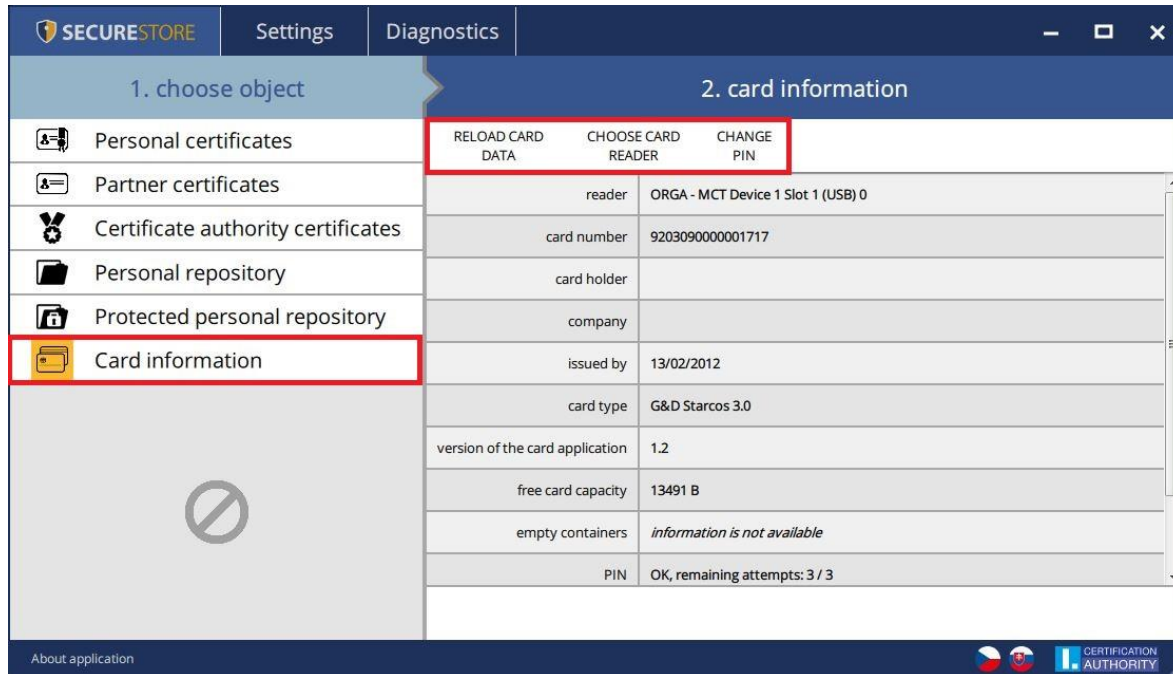 SECURESTORE
Settings
Diagnostics
1. choose object
2. card information
Personal certificates
Partner certificates
Certificate authority certificates
Personal repository
Protected personal repository
Card information
RELOAD CARD
DATA
CHOOSE CARD
READER
CHANGE
PIN
reader ORGA - MCT Device 1 Slot 1 (USB) 0
card number 9203090000001717
card holder
company
issued by 13/02/2012
card type G&D Starcos 3.0
version of the card application 1.2
free card capacity 13491 B
empty containers information is not available
PIN OK, remaining attempts: 3 / 3
About application
I. CERTIFICATION
AUTHORITY